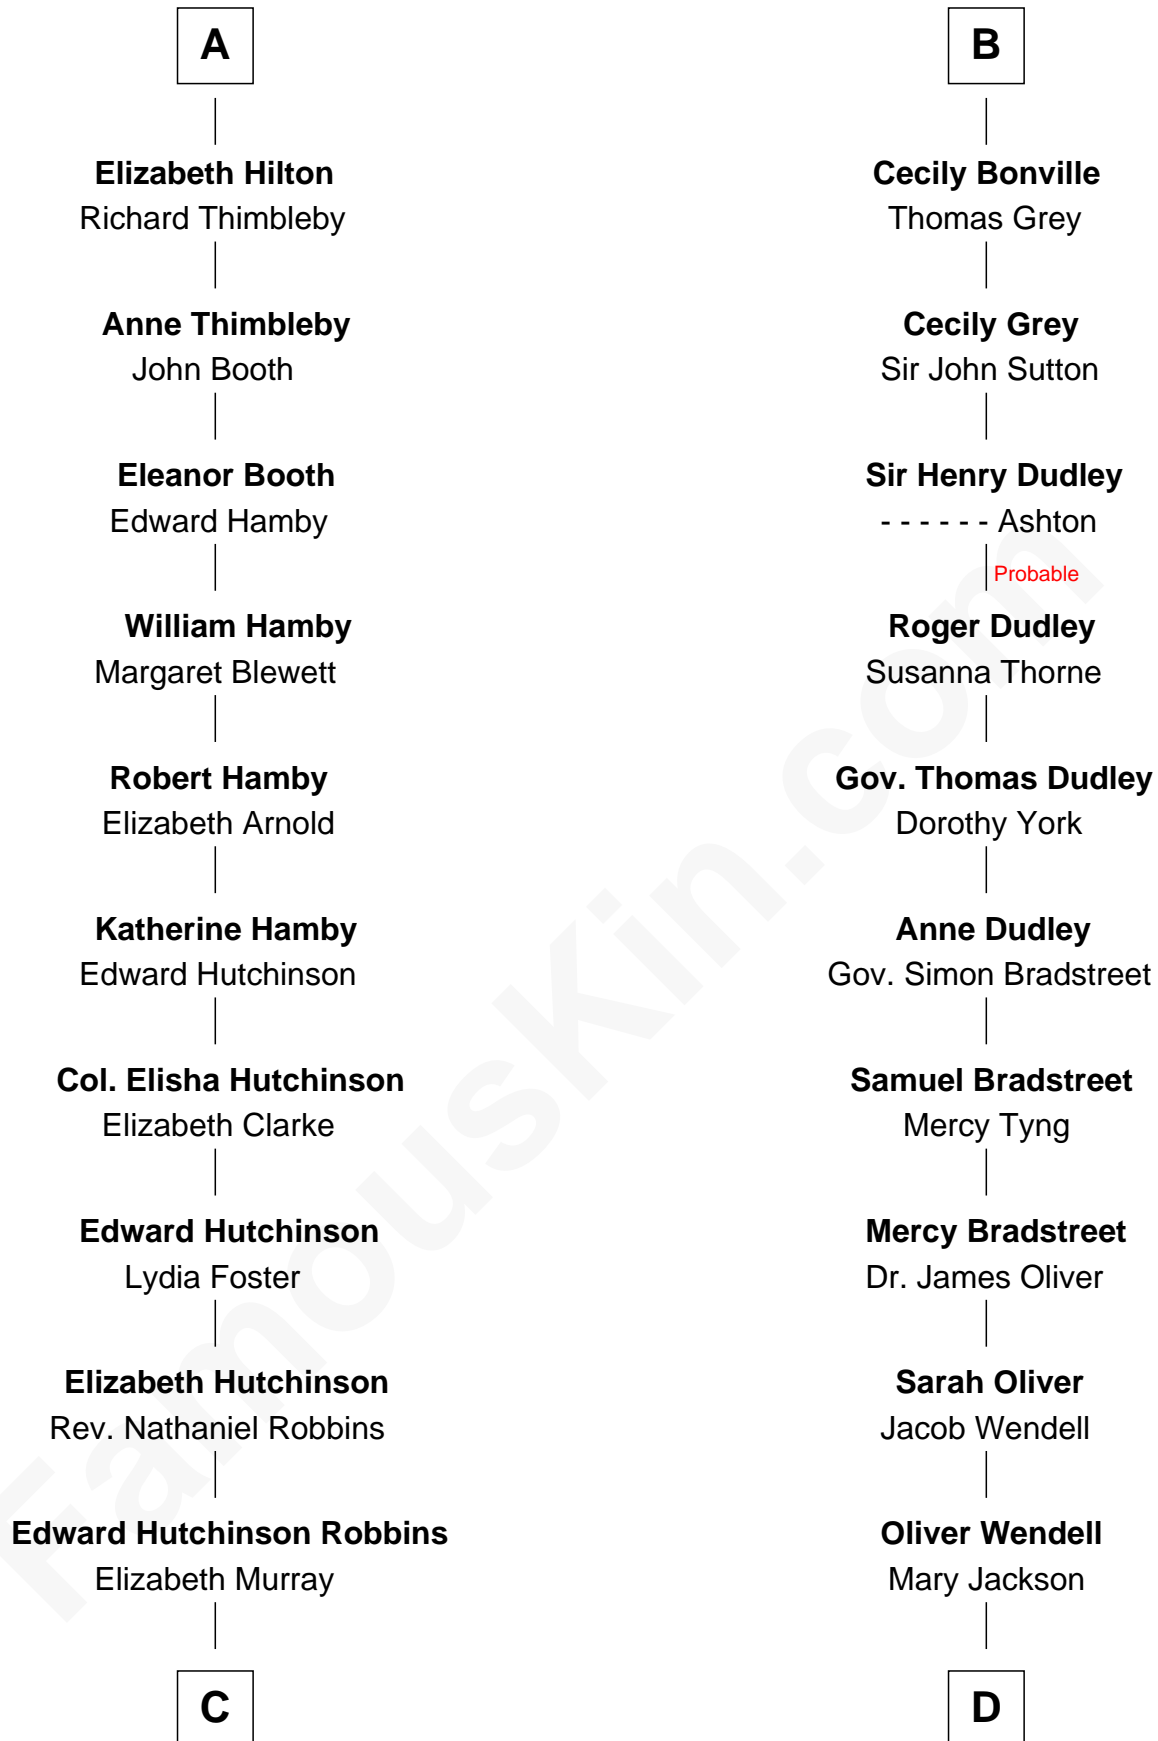 A
Elizabeth Hilton
Richard Thimbleby
Anne Thimbleby
John Booth
Eleanor Booth
Edward Hamby
William Hamby
Margaret Blewett
Robert Hamby
Elizabeth Arnold
Katherine Hamby
Edward Hutchinson
Col. Elisha Hutchinson
Elizabeth Clarke
Edward Hutchinson
Lydia Foster
Elizabeth Hutchinson
Rev. Nathaniel Robbins
Edward Hutchinson Robbins
Elizabeth Murray
C
B
Cecily Bonville
Thomas Grey
Cecily Grey
Sir John Sutton
Sir Henry Dudley
- - - - - - Ashton
Probable
Roger Dudley
Susanna Thorne
Gov. Thomas Dudley
Dorothy York
Anne Dudley
Gov. Simon Bradstreet
Samuel Bradstreet
Mercy Tyng
Mercy Bradstreet
Dr. James Oliver
Sarah Oliver
Jacob Wendell
Oliver Wendell
Mary Jackson
D
FamousKin.com